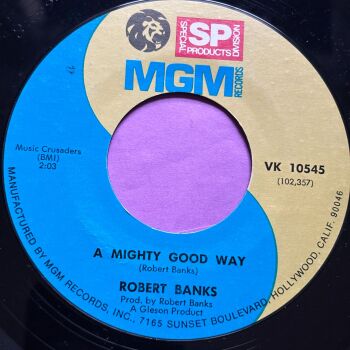 SPECIAL
SP
PRODUCTS
DIVISION
MGM
RECORDS
Music Crusaders
(BMI)
2:03
VK 10545
(102,357)
A MIGHTY GOOD WAY
(Robert Banks)
ROBERT BANKS
Prod. by Robert Banks
A Gleson Product
MANUFACTURED BY MGM RECORDS, INC., 7165 SUNSET BOULEVARD, HOLLYWOOD, CALIF. 90046